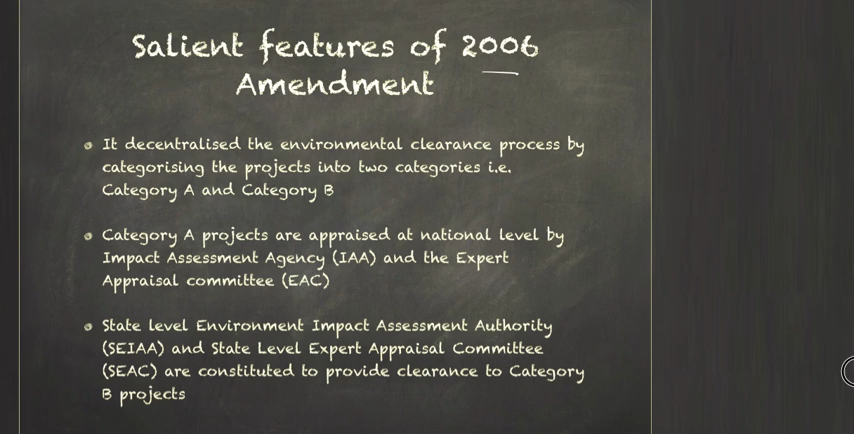 Salient features of 2006
Amendment
It decentralised the environmental clearance process by
categorising the projects into two categories i.e.
Category A and Category B
Category A projects are appraised at national level by
Impact Assessment Agency (IAA) and the Expert
Appraisal committee (EAC)
State level Environment Impact Assessment Authority
(SEIAA) and State Level Expert Appraisal Committee
(SEAC) are constituted to provide clearance to Category
B projects